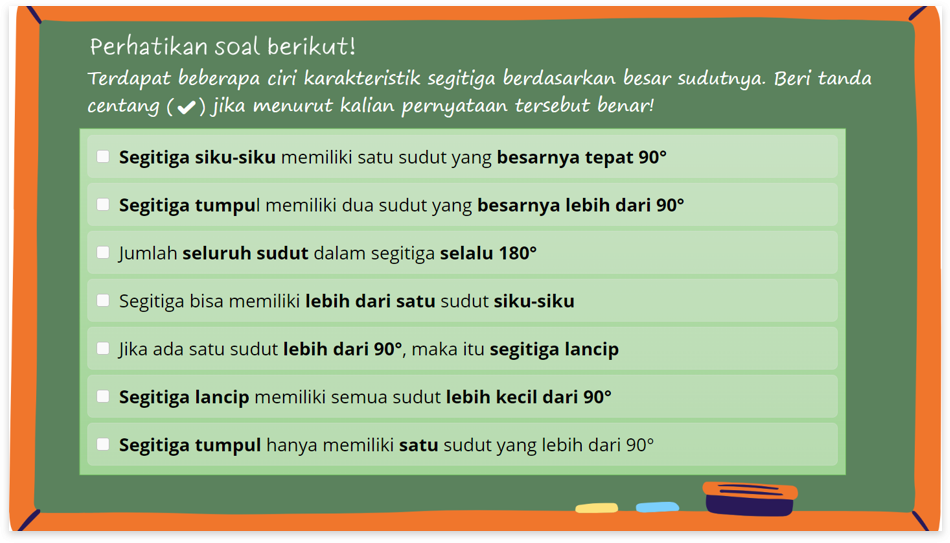 Perhatikan soal berikut!
Terdapat beberapa ciri karakteristik segitiga berdasarkan besar sudutnya. Beri tanda
centang (✔) jika menurut kalian pernyataan tersebut benar!
Segitiga siku-siku memiliki satu sudut yang besarnya tepat 90°
Segitiga tumpul memiliki dua sudut yang besarnya lebih dari 90°
Jumlah seluruh sudut dalam segitiga selalu 180°
Segitiga bisa memiliki lebih dari satu sudut siku-siku
Jika ada satu sudut lebih dari 90°, maka itu segitiga lancip
Segitiga lancip memiliki semua sudut lebih kecil dari 90°
Segitiga tumpul hanya memiliki satu sudut yang lebih dari 90°